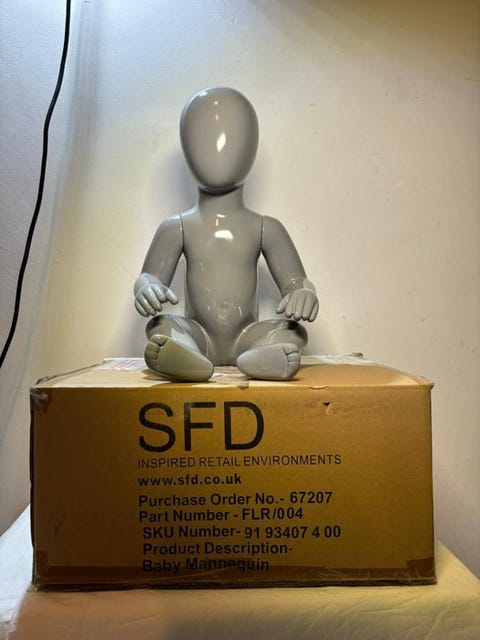 SFD
INSPIRED RETAIL ENVIRONMENTS
www.sfd.co.uk
Purchase Order No.- 67207
Part Number - FLR/004
SKU Number- 91 93407 4 00
Product Description-
Baby Mannequin